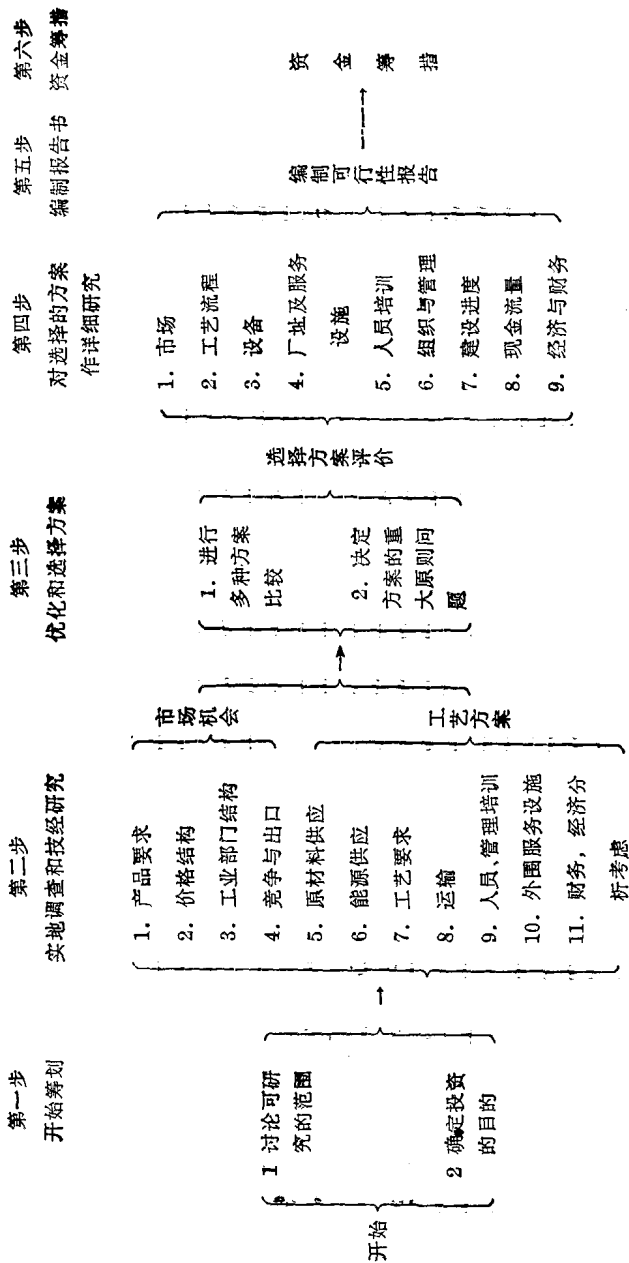 第一步
开始筹划
开始
1 讨论可研
究的范围
2 确定投资
的目的
第二步
实地调查和技经研究
1. 产品要求
2. 价格结构
3. 工业部门结构
4. 竞争与出口
5. 原材料供应
6. 能源供应
7. 工艺要求
8. 运输
9. 人员、管理培训
10. 外围服务设施
11. 财务,经济分
析考虑
市场机会
工艺方案
第三步
优化和选择方案
1. 进行
多种方案
比较
2. 决定
方案的重
大原则问
题
选择方案评价
第四步
对选择的方案
作详细研究
1. 市场
2. 工艺流程
3. 设备
4. 厂址及服务
设施
5. 人员培训
6. 组织与管理
7. 建设进度
8. 现金流量
9. 经济与财务
第五步
编制报告书
编制可行性报告
第六步
资金筹措
资金筹措